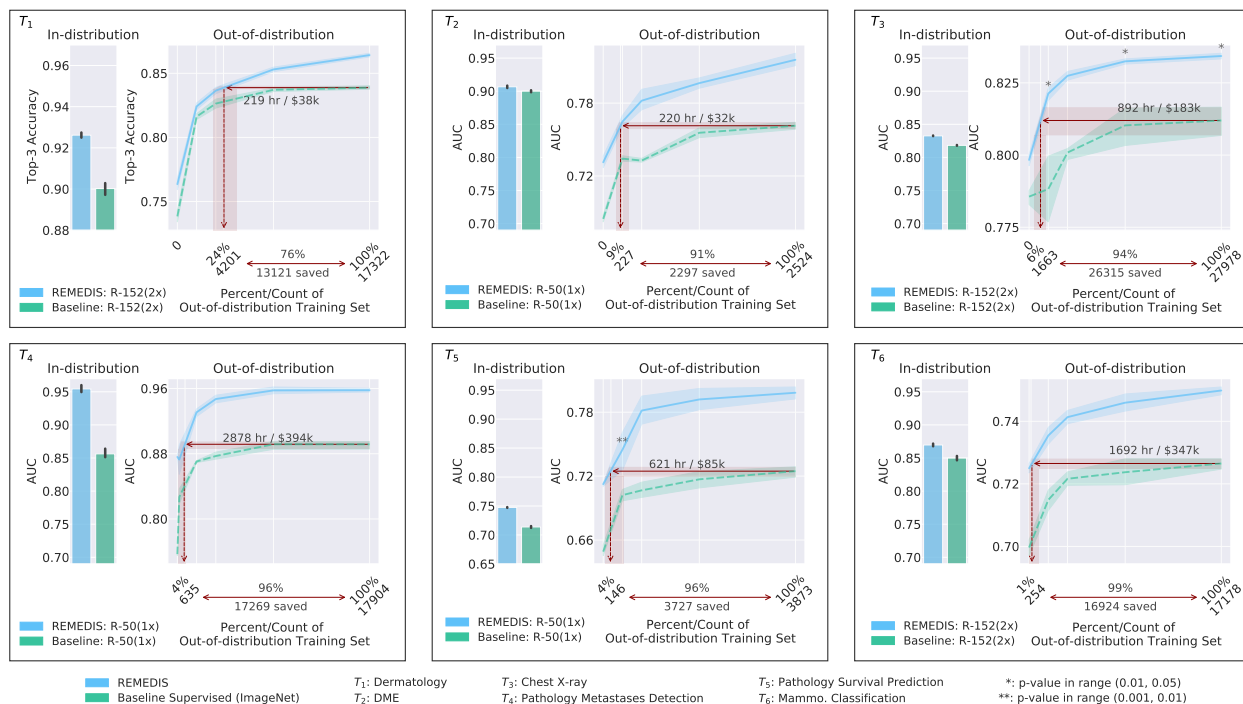 T1
In-distribution
Out-of-distribution
Top-3 Accuracy
0.96
0.94
0.92
0.90
0.88
Top-3 Accuracy
0.85
0.80
0.75
219 hr / $38k
0
24%
4201
100%
17322
76%
13121 saved
REMEDIS: R-152(2x)
Baseline: R-152(2x)
Percent/Count of
Out-of-distribution Training Set
T2
In-distribution
Out-of-distribution
AUC
0.95
0.90
0.85
0.80
0.75
0.70
AUC
0.78
0.72
220 hr / $32k
0
9%
227
100%
2524
91%
2297 saved
REMEDIS: R-50(1x)
Baseline: R-50(1x)
Percent/Count of
Out-of-distribution Training Set
T3
In-distribution
Out-of-distribution
AUC
0.95
0.90
0.85
0.80
0.75
0.70
AUC
0.825
0.800
0.775
*
*
*
892 hr / $183k
0
6%
1663
100%
27978
94%
26315 saved
REMEDIS: R-152(2x)
Baseline: R-152(2x)
Percent/Count of
Out-of-distribution Training Set
T4
In-distribution
Out-of-distribution
AUC
0.95
0.90
0.85
0.80
0.75
0.70
AUC
0.96
0.88
0.80
2878 hr / $394k
4%
635
100%
17904
96%
17269 saved
REMEDIS: R-50(1x)
Baseline: R-50(1x)
Percent/Count of
Out-of-distribution Training Set
T5
In-distribution
Out-of-distribution
AUC
0.95
0.90
0.85
0.80
0.75
0.70
0.65
AUC
0.78
0.72
0.66
**
621 hr / $85k
4%
146
100%
3873
96%
3727 saved
REMEDIS: R-50(1x)
Baseline: R-50(1x)
Percent/Count of
Out-of-distribution Training Set
T6
In-distribution
Out-of-distribution
AUC
0.95
0.90
0.85
0.80
0.75
0.70
AUC
0.74
0.72
0.70
1692 hr / $347k
1%
254
100%
17178
99%
16924 saved
REMEDIS: R-152(2x)
Baseline: R-152(2x)
Percent/Count of
Out-of-distribution Training Set
REMEDIS
Baseline Supervised (ImageNet)
T1: Dermatology
T2: DME
T3: Chest X-ray
T4: Pathology Metastases Detection
T5: Pathology Survival Prediction
T6: Mammo. Classification
*: p-value in range (0.01, 0.05)
**: p-value in range (0.001, 0.01)